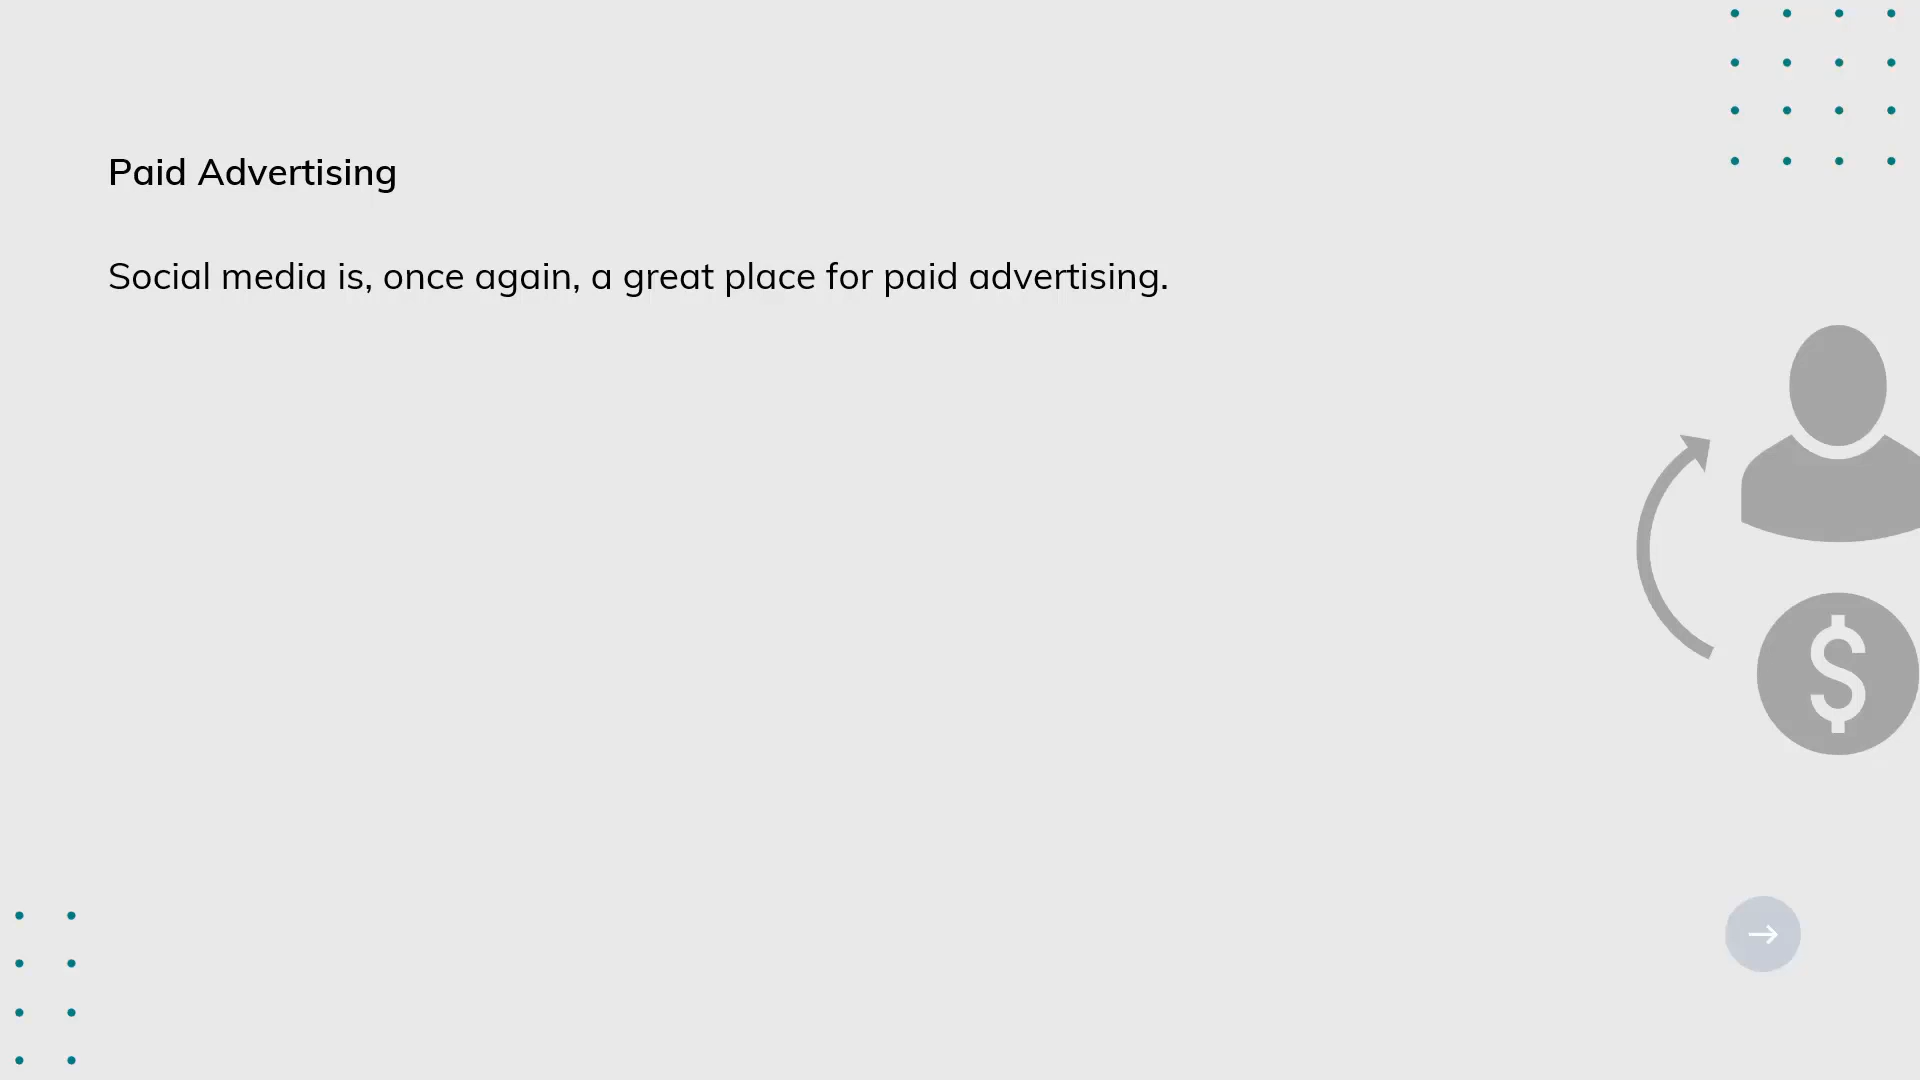 Paid Advertising
Social media is, once again, a great place for paid advertising.
$